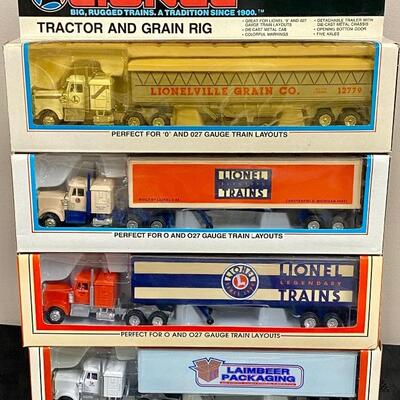 LIONEL
BIG, RUGGED TRAINS. A TRADITION SINCE 1900.™
TRACTOR AND GRAIN RIG
• GREAT FOR LIONEL 'O' AND 027 GAUGE TRAIN LAYOUTS
• DIE-CAST METAL CAB
• COLORFUL MARKINGS
• DETACHABLE TRAILER WITH DIE-CAST METAL CHASSIS
• OPENING BOTTOM DOOR
• FIVE AXLES
LIONELVILLE GRAIN CO.
12779
PERFECT FOR 'O' AND 027 GAUGE TRAIN LAYOUTS
LIONEL
TRAINS
PERFECT FOR O AND O27 GAUGE TRAIN LAYOUTS
LIONEL
LIONEL
LEGENDARY
TRAINS
PERFECT FOR O AND O27 GAUGE TRAIN LAYOUTS
LAIMBEER
PACKAGING